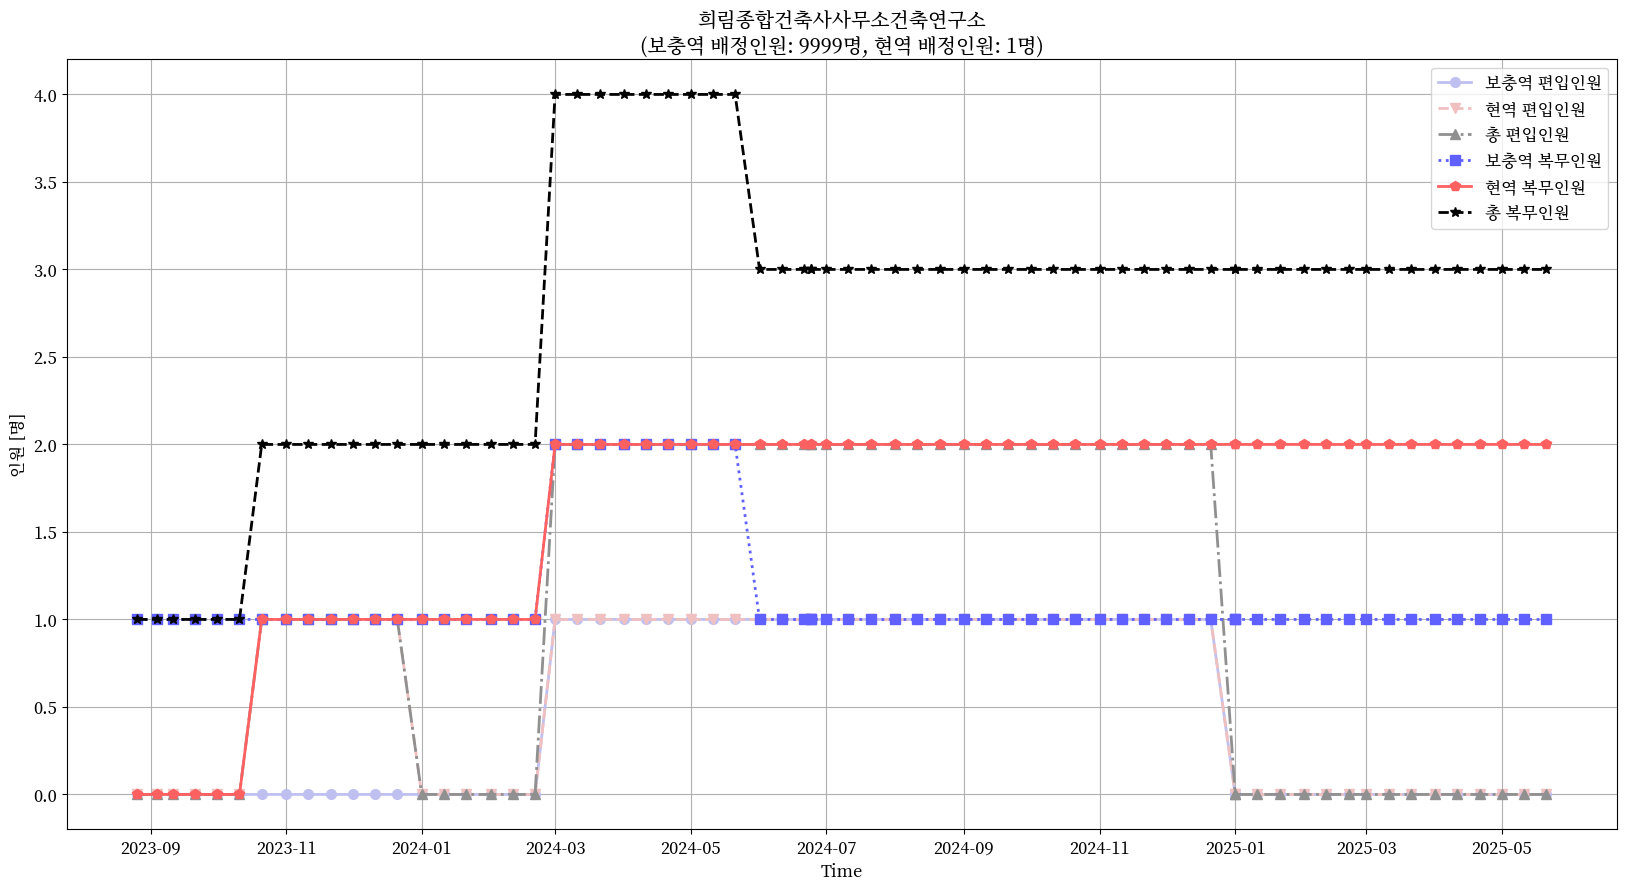 희림종합건축사사무소건축연구소
(보충역 배정인원: 9999명, 현역 배정인원: 1명)
보충역 편입인원
현역 편입인원
총 편입인원
보충역 복무인원
현역 복무인원
총 복무인원
인원 [명]
4.0
3.5
3.0
2.5
2.0
1.5
1.0
0.5
0.0
2023-09
2023-11
2024-01
2024-03
2024-05
2024-07
2024-09
2024-11
2025-01
2025-03
2025-05
Time